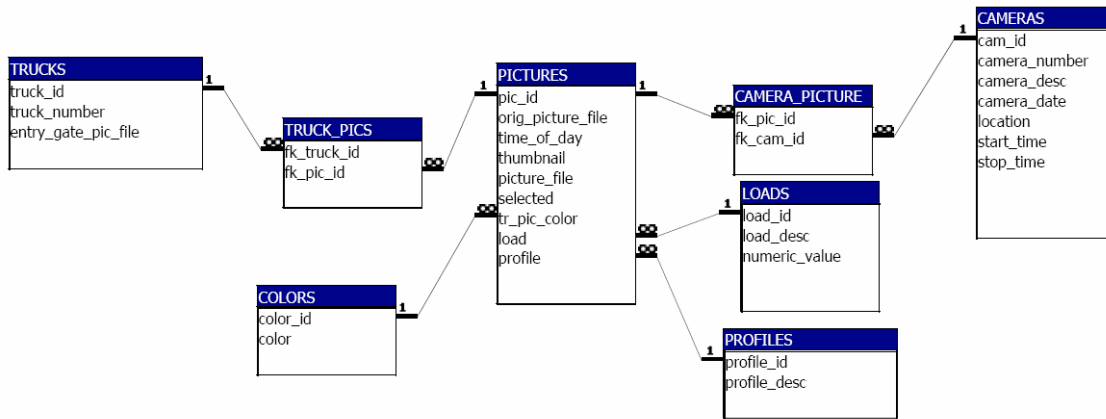 TRUCKS
truck_id
truck_number
entry_gate_pic_file
1
∞
TRUCK_PICS
fk_truck_id
fk_pic_id
∞
1
PICTURES
pic_id
orig_picture_file
time_of_day
thumbnail
picture_file
selected
tr_pic_color
load
profile
∞
∞
∞
1
COLORS
color_id
color
1
∞
CAMERA_PICTURE
fk_pic_id
fk_cam_id
∞
1
CAMERAS
cam_id
camera_number
camera_desc
camera_date
location
start_time
stop_time
1
LOADS
load_id
load_desc
numeric_value
1
PROFILES
profile_id
profile_desc